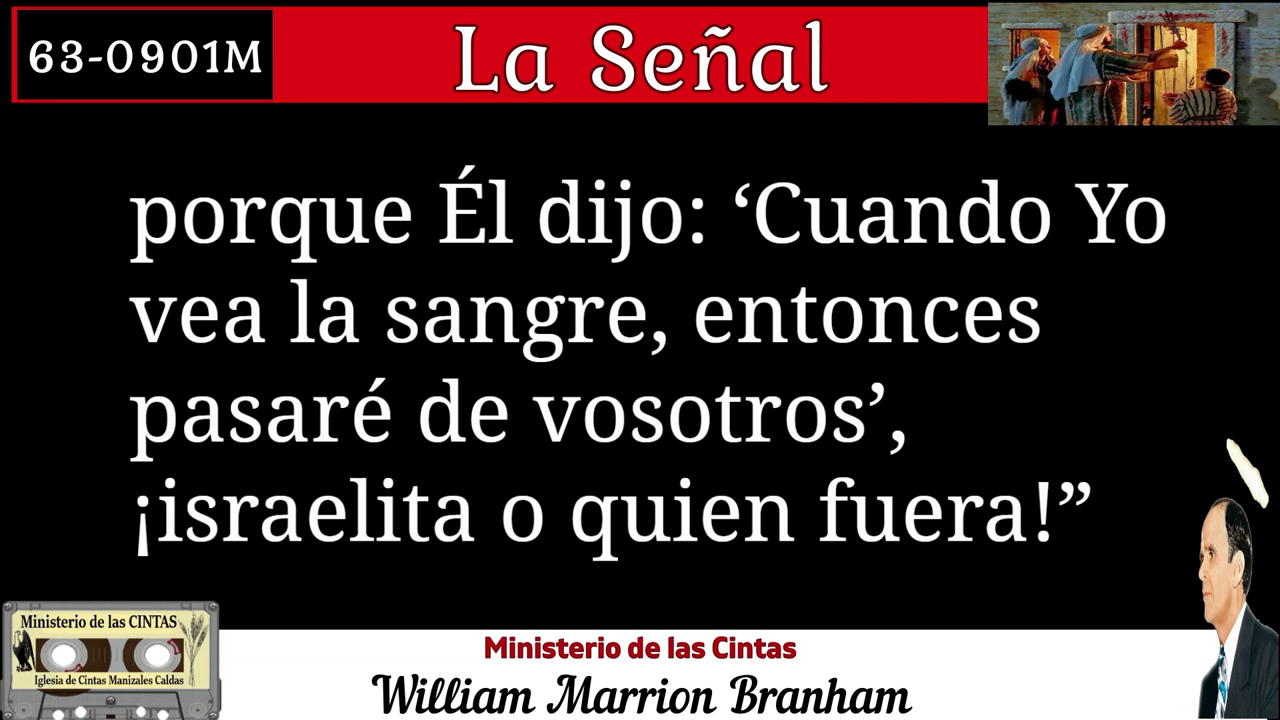 63-0901M
La Señal
porque Él dijo: ‘Cuando Yo
vea la sangre, entonces
pasaré de vosotros’,
¡israelita o quien fuera!”
Ministerio de las CINTAS
Iglesia de Cintas Manizales Caldas
Ministerio de las Cintas
William Marrion Branham